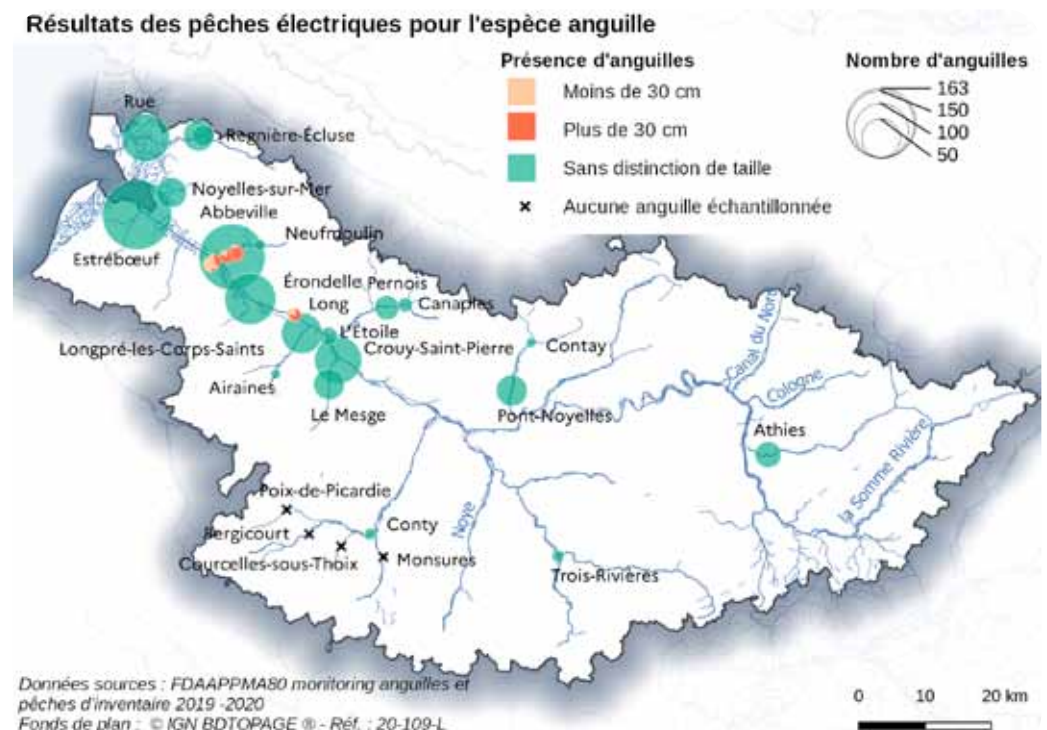 Résultats des pêches électriques pour l'espèce anguille
Présence d'anguilles
Moins de 30 cm
Plus de 30 cm
Sans distinction de taille
Aucune anguille échantillonnée
Nombre d'anguilles
163
150
100
50
Rue
Regnière-Écluse
Noyelles-sur-Mer
Abbeville
Neufmoulin
Estrébœuf
Érondelle
Pernois
Long
Canaples
L'Étoile
Longpré-les-Corps-Saints
Crouy-Saint-Pierre
Contay
Airaines
Le Mesge
Pont-Noyelles
Canal du Nord
Cologne
Athies
la Somme Rivière
Poix-de-Picardie
Bergicourt
Conty
Noye
Courcelles-sous-Thoix
Monsures
Trois-Rivières
Données sources : FDAAPPMA80 monitoring anguilles et
pêches d'inventaire 2019 -2020
Fonds de plan : © IGN BDTOPAGE ® - Réf. : 20-109-L
0 10 20 km